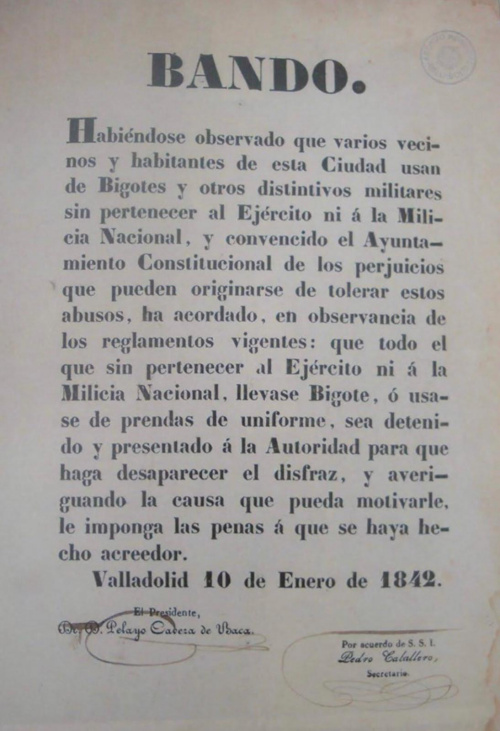 BANDO.
Habiéndose observado que varios veci-
nos y habitantes de esta Ciudad usan
de Bigotes y otros distintivos militares
sin pertenecer al Ejército ni á la Mili-
cia Nacional, y convencido el Ayunta-
miento Constitucional de los perjuicios
que pueden originarse de tolerar estos
abusos, ha acordado, en observancia de
los reglamentos vigentes: que todo el
que sin pertenecer al Ejército ni á la
Milicia Nacional, llevase Bigote, ó usa-
se de prendas de uniforme, sea deteni-
do y presentado á la Autoridad para que
haga desaparecer el disfraz, y averi-
guando la causa que pueda motivarle,
le imponga las penas á que se haya he-
cho acreedor.
Valladolid 10 de Enero de 1842.
El Presidente,
D. Pelayo Cabeza de Vaca.
Por acuerdo de S. S. I.
Pedro Caballero,
Secretario.